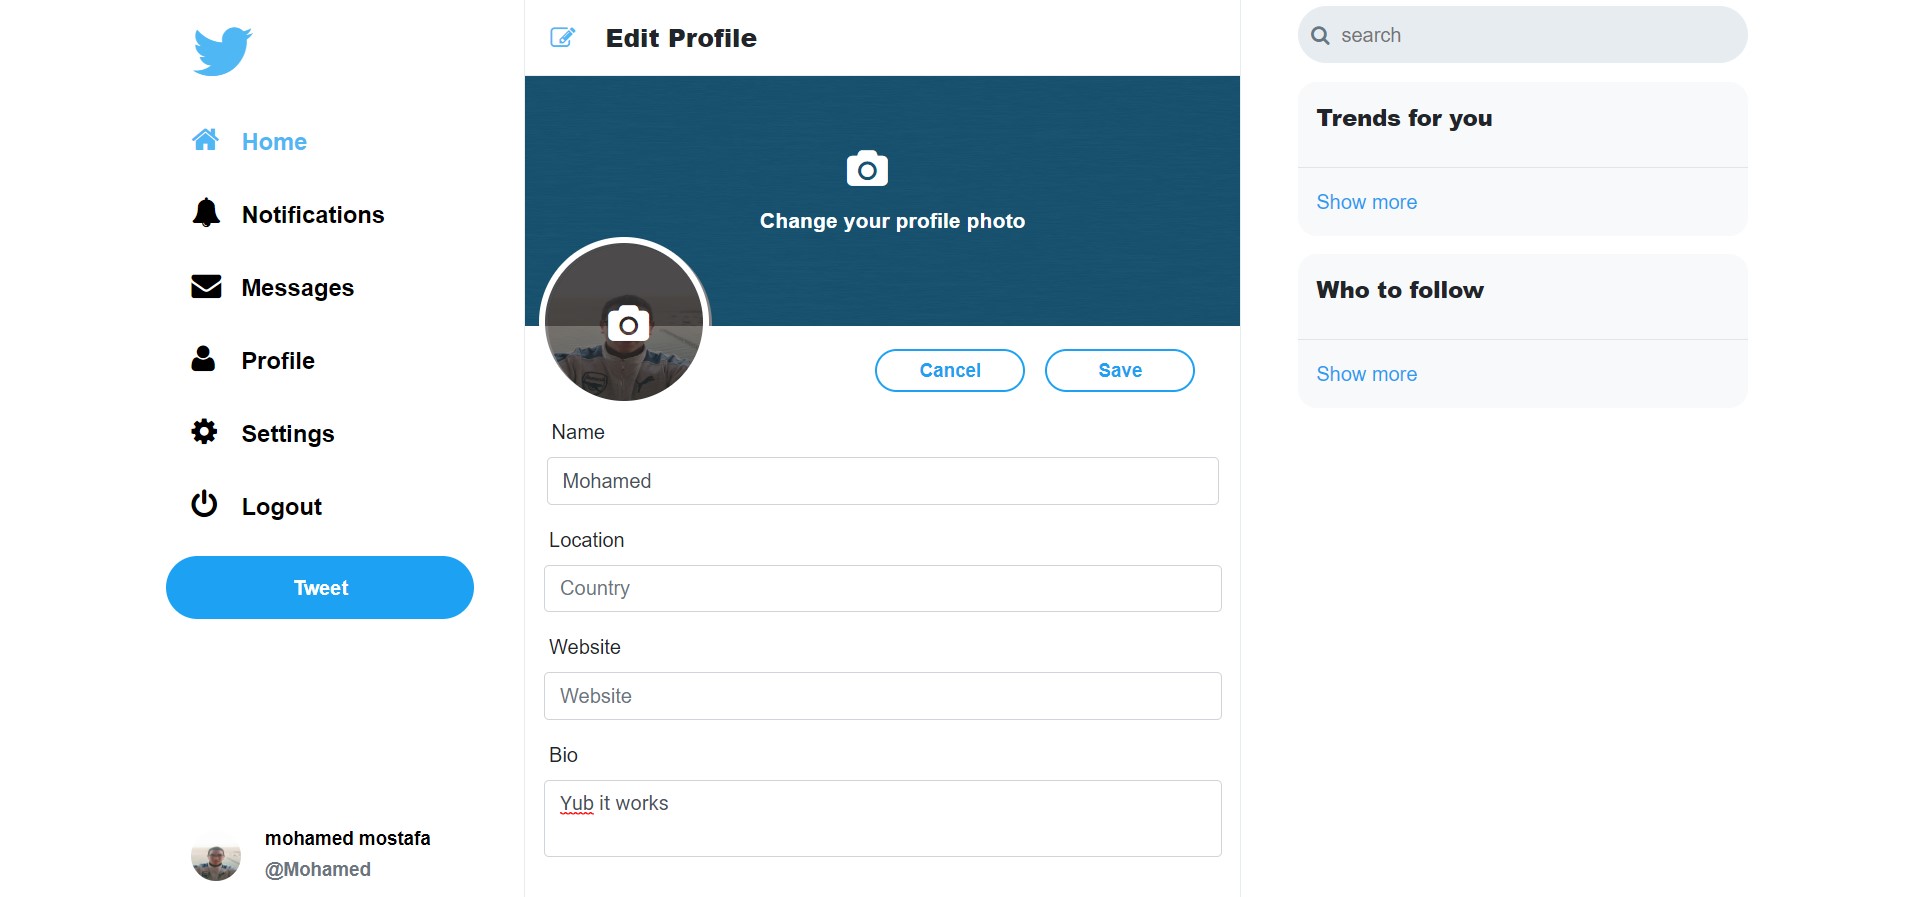 Home
Notifications
Messages
Profile
Settings
Logout
Tweet
mohamed mostafa
@Mohamed
Edit Profile
Change your profile photo
Cancel
Save
Name
Mohamed
Location
Country
Website
Website
Bio
Yub it works
search
Trends for you
Show more
Who to follow
Show more